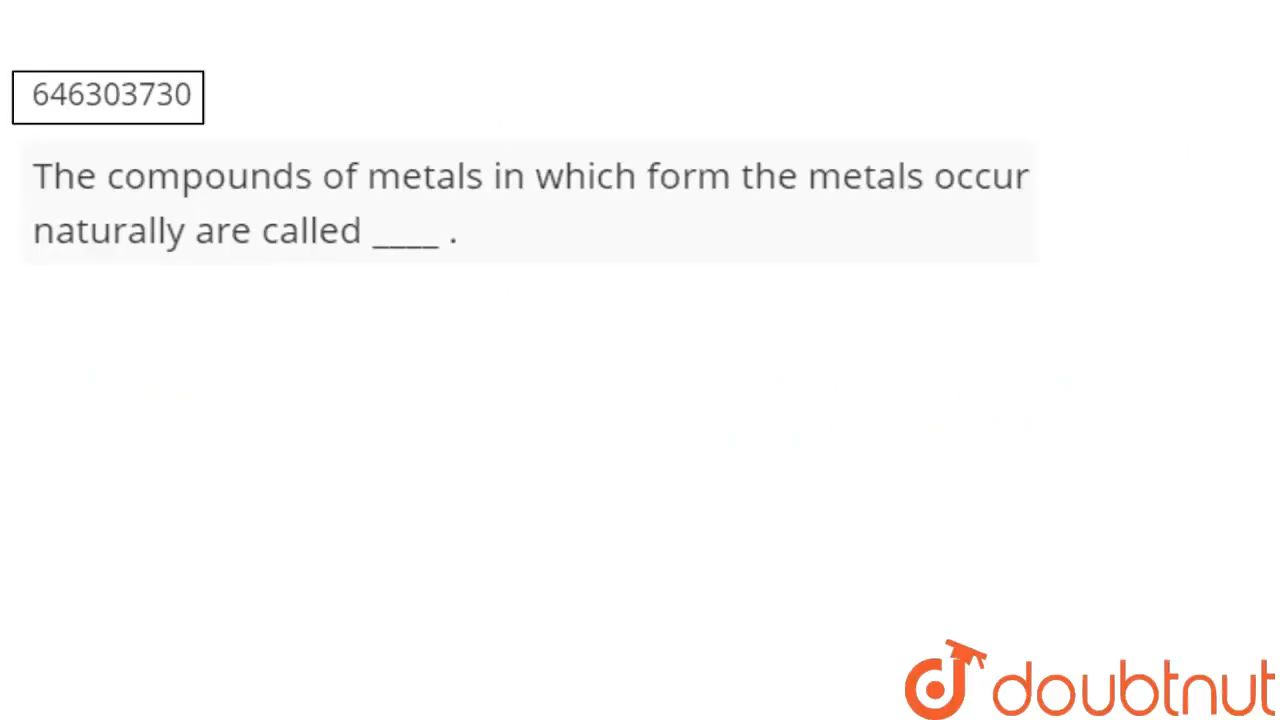 646303730
The compounds of metals in which form the metals occur
naturally are called ____ .
doubtnut